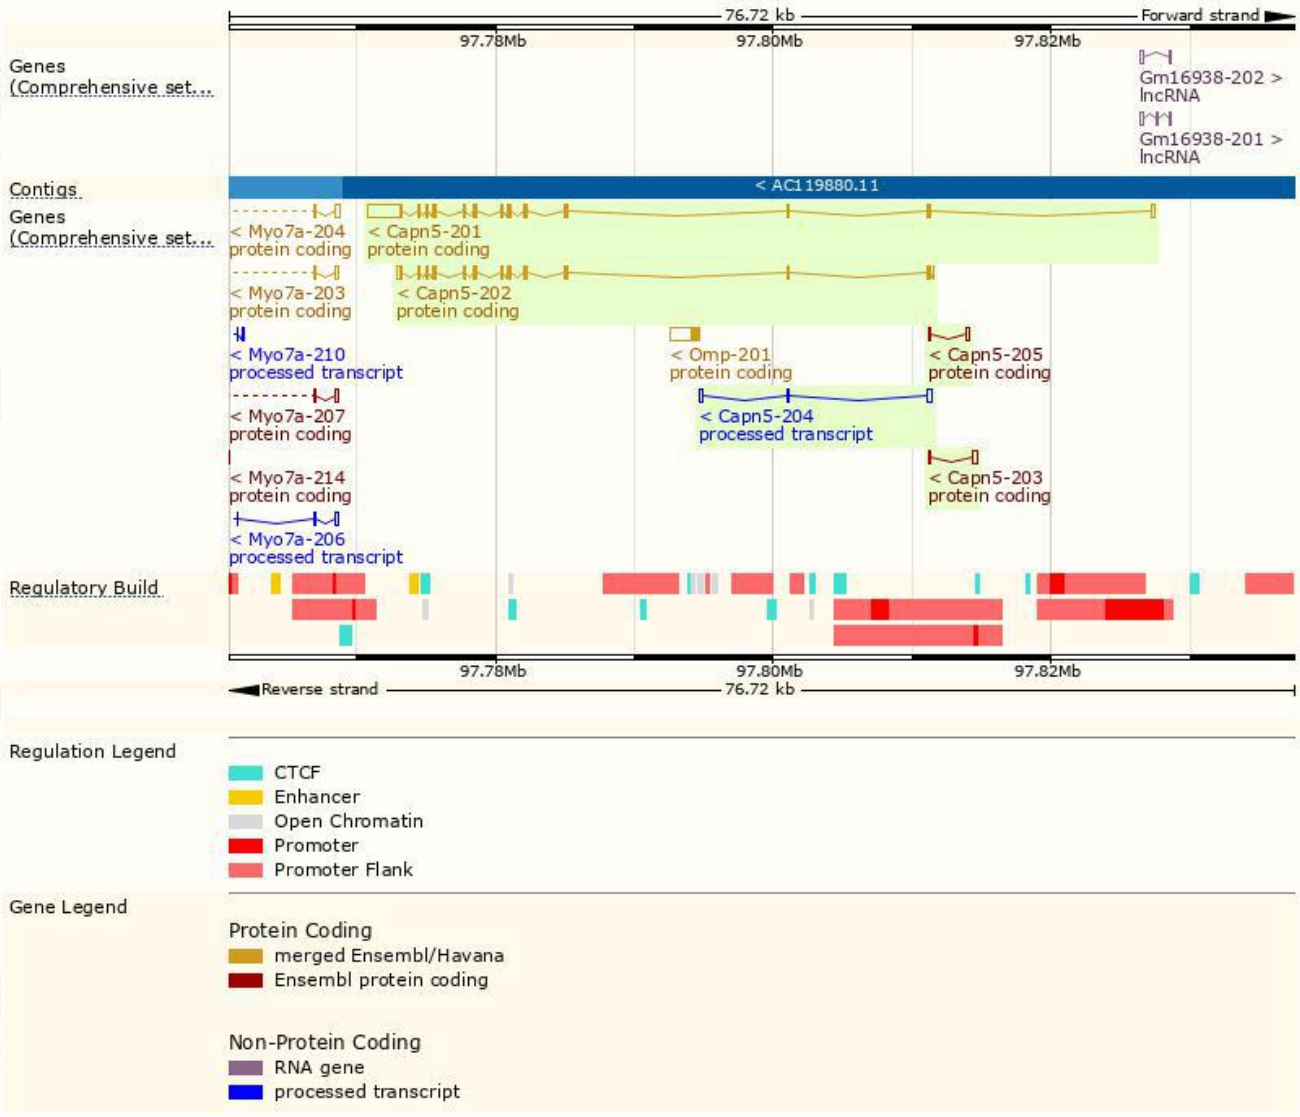 76.72 kb
Forward strand
97.78Mb 97.80Mb 97.82Mb
Genes
(Comprehensive set...
Gm16938-202 >
lncRNA
Gm16938-201 >
lncRNA
Contigs
< AC119880.11
Genes
(Comprehensive set...
< Myo7a-204
protein coding
< Capn5-201
protein coding
< Myo7a-203
protein coding
< Capn5-202
protein coding
< Myo7a-210
processed transcript
< Omp-201
protein coding
< Capn5-205
protein coding
< Myo7a-207
protein coding
< Capn5-204
processed transcript
< Myo7a-214
protein coding
< Capn5-203
protein coding
< Myo7a-206
processed transcript
Regulatory Build
97.78Mb 97.80Mb 97.82Mb
Reverse strand
76.72 kb
Regulation Legend
CTCF
Enhancer
Open Chromatin
Promoter
Promoter Flank
Gene Legend
Protein Coding
merged Ensembl/Havana
Ensembl protein coding
Non-Protein Coding
RNA gene
processed transcript